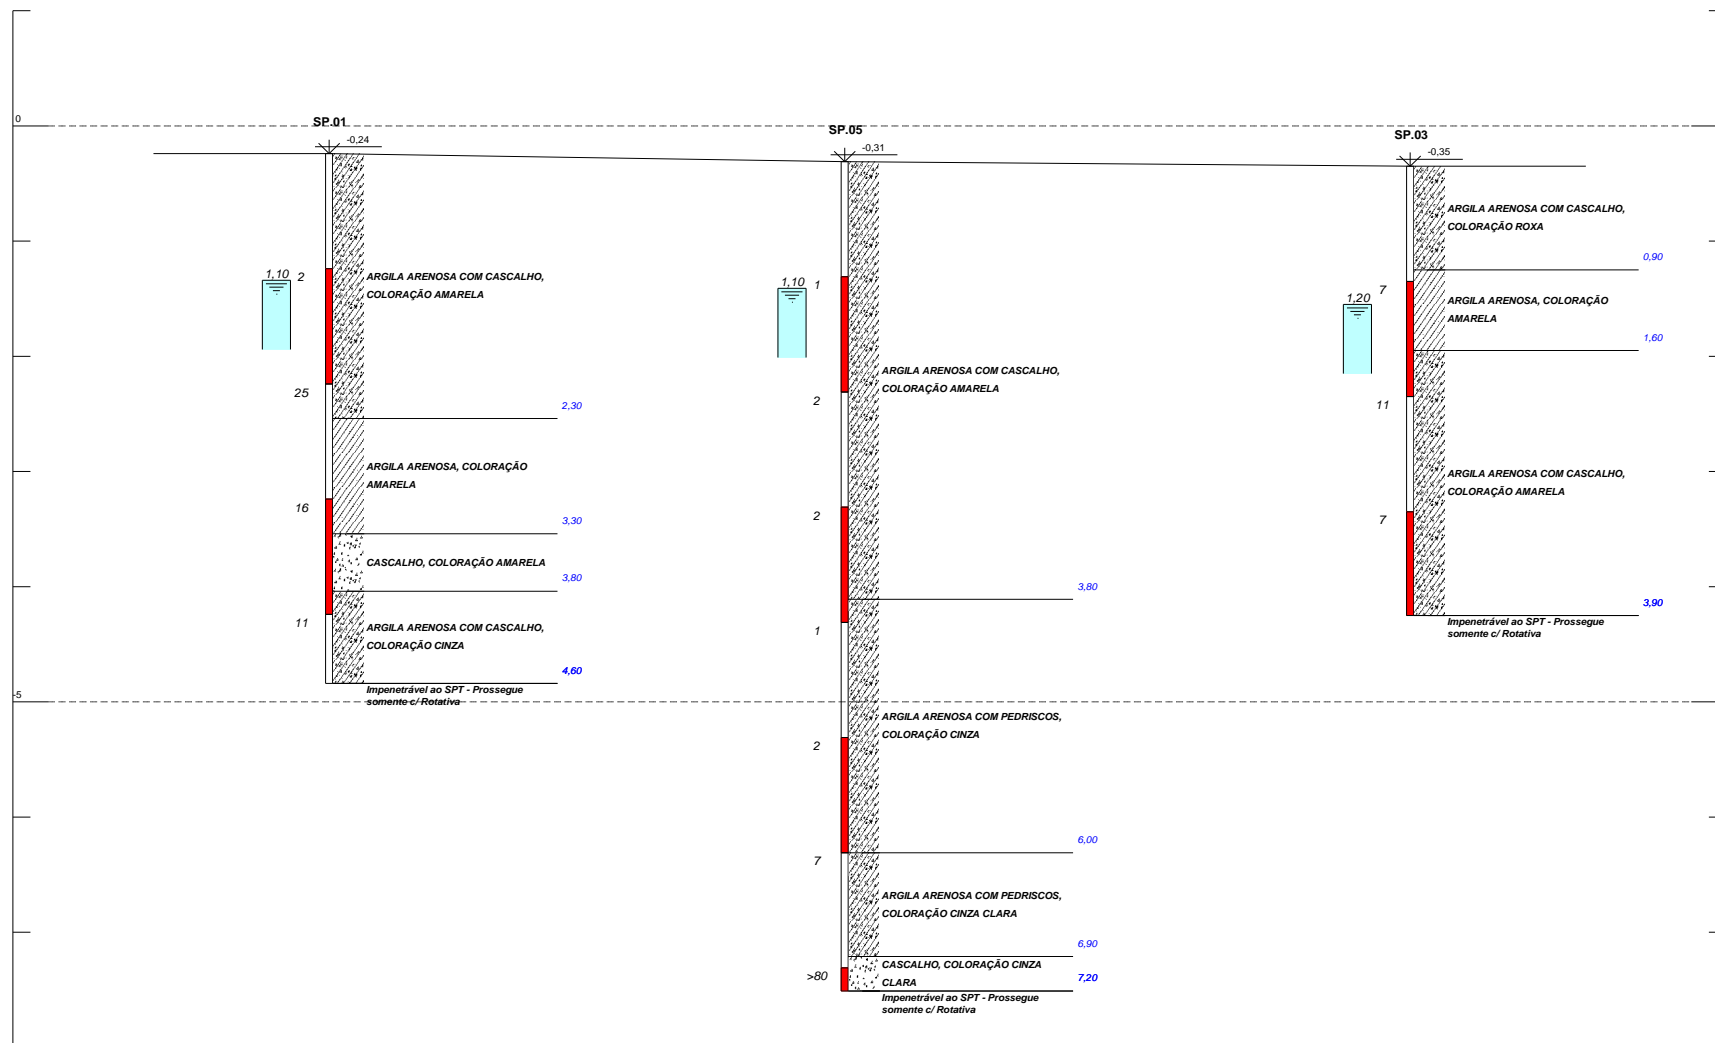 0
-5
SP.01
-0,24
1,10
2
25
16
11
ARGILA ARENOSA COM CASCALHO,
COLORAÇÃO AMARELA
2,30
ARGILA ARENOSA, COLORAÇÃO
AMARELA
3,30
CASCALHO, COLORAÇÃO AMARELA
3,80
ARGILA ARENOSA COM CASCALHO,
COLORAÇÃO CINZA
4,60
Impenetrável ao SPT - Prossegue
somente c/ Rotativa
SP.05
-0,31
1,10
1
2
2
1
2
7
>80
ARGILA ARENOSA COM CASCALHO,
COLORAÇÃO AMARELA
3,80
ARGILA ARENOSA COM PEDRISCOS,
COLORAÇÃO CINZA
6,00
ARGILA ARENOSA COM PEDRISCOS,
COLORAÇÃO CINZA CLARA
6,90
CASCALHO, COLORAÇÃO CINZA
CLARA
7,20
Impenetrável ao SPT - Prossegue
somente c/ Rotativa
SP.03
-0,35
1,20
7
11
7
ARGILA ARENOSA COM CASCALHO,
COLORAÇÃO ROXA
0,90
ARGILA ARENOSA, COLORAÇÃO
AMARELA
1,60
ARGILA ARENOSA COM CASCALHO,
COLORAÇÃO AMARELA
3,90
Impenetrável ao SPT - Prossegue
somente c/ Rotativa